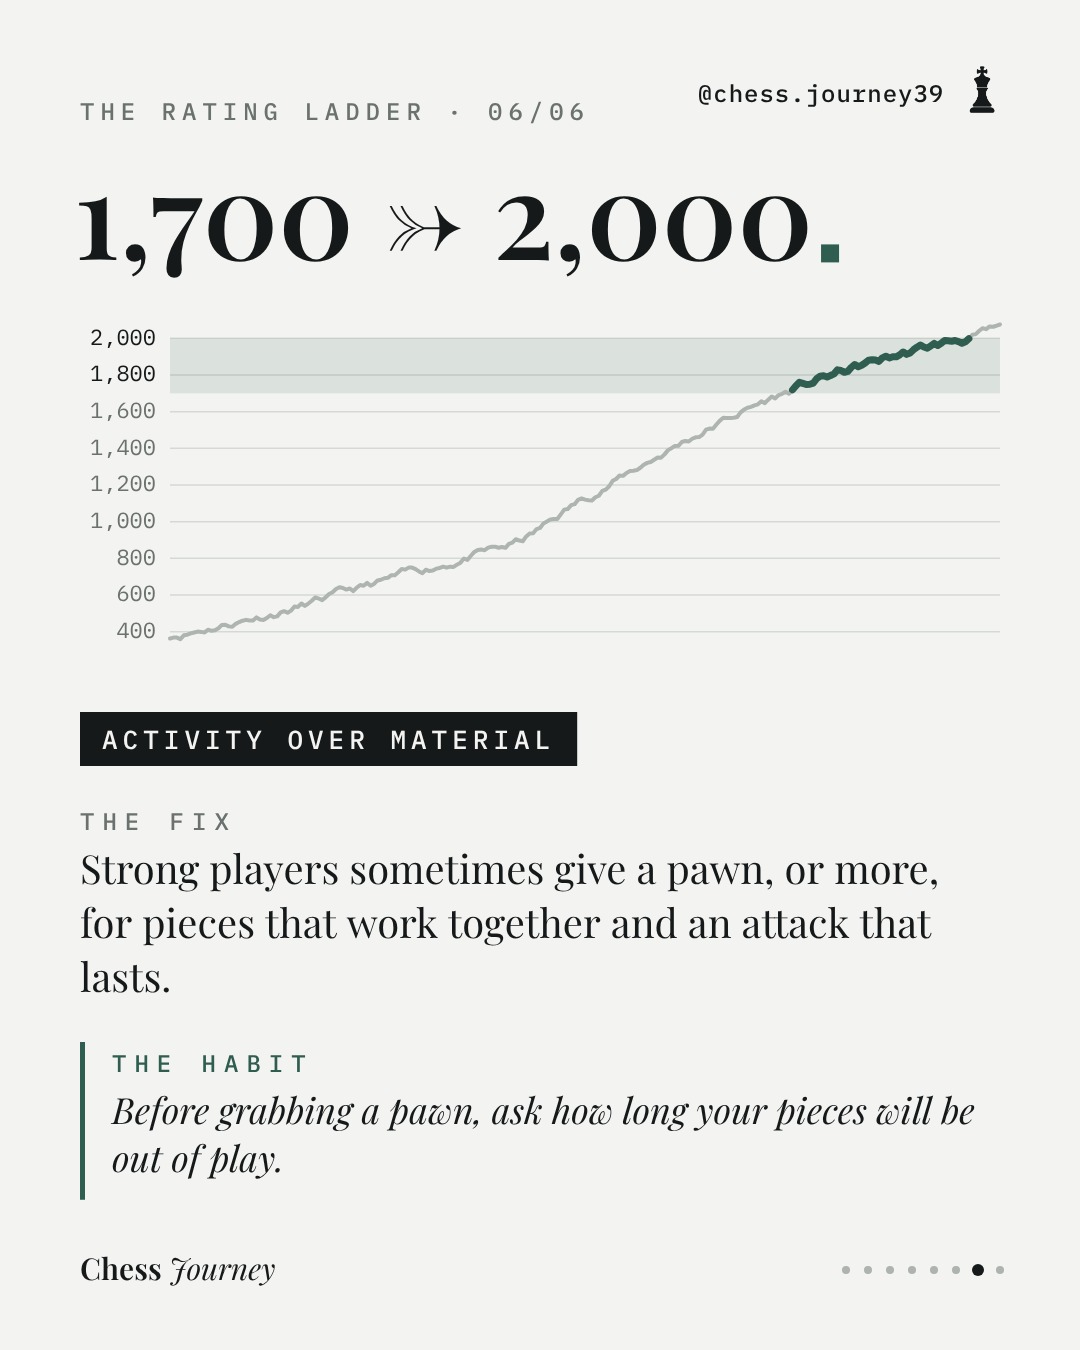 THE RATING LADDER · 06/06
@chess.journey39
1,700 ➳ 2,000.
2,000
1,800
1,600
1,400
1,200
1,000
800
600
400
ACTIVITY OVER MATERIAL
THE FIX
Strong players sometimes give a pawn, or more,
for pieces that work together and an attack that
lasts.
THE HABIT
Before grabbing a pawn, ask how long your pieces will be
out of play.
Chess Journey